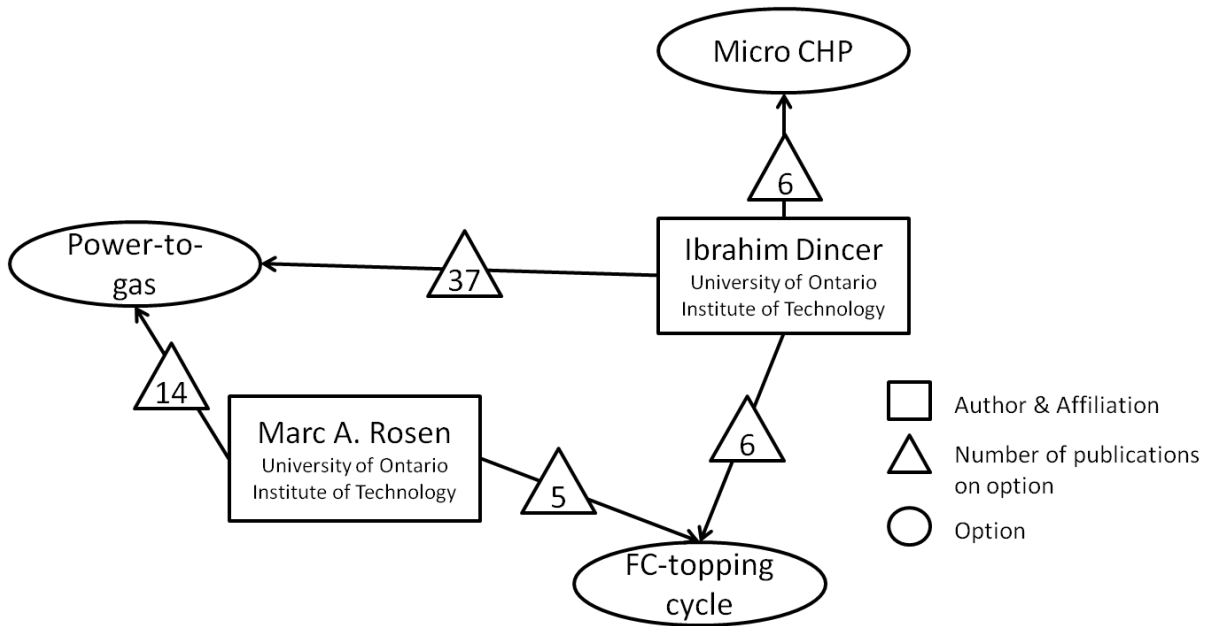 Micro CHP
6
Power-to-
gas
37
Ibrahim Dincer
University of Ontario
Institute of Technology
14
Marc A. Rosen
University of Ontario
Institute of Technology
5
6
FC-topping
cycle
Author & Affiliation
Number of publications
on option
Option